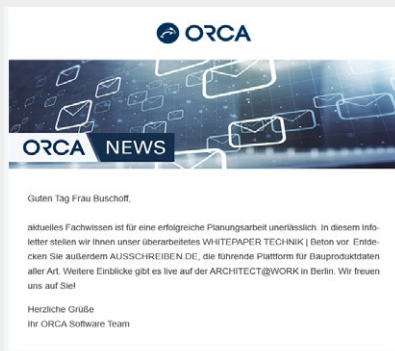 ORCA
ORCA NEWS
Guten Tag Frau Buschoff,
aktuelles Fachwissen ist für eine erfolgreiche Planungsarbeit unerlässlich. In diesem Info-
letter stellen wir Ihnen unser überarbeitetes WHITEPAPER TECHNIK | Beton vor. Entde-
cken Sie außerdem AUSSCHREIBEN.DE, die führende Plattform für Bauproduktdaten
aller Art. Weitere Einblicke gibt es live auf der ARCHITECT@WORK in Berlin. Wir freuen
uns auf Sie!
Herzliche Grüße
Ihr ORCA Software Team